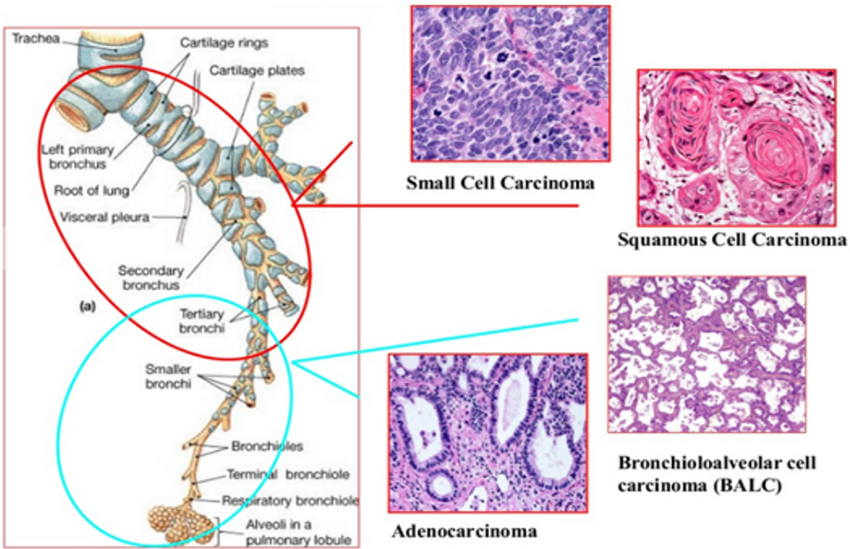 Trachea
Cartilage rings
Cartilage plates
Left primary
bronchus
Root of lung
Visceral pleura
Secondary
bronchus
(a)
Tertiary
bronchi
Smaller
bronchi
Bronchioles
Terminal bronchiole
Respiratory bronchiole
Alveoli in a
pulmonary lobule
Small Cell Carcinoma
Squamous Cell Carcinoma
Adenocarcinoma
Bronchioloalveolar cell
carcinoma (BALC)